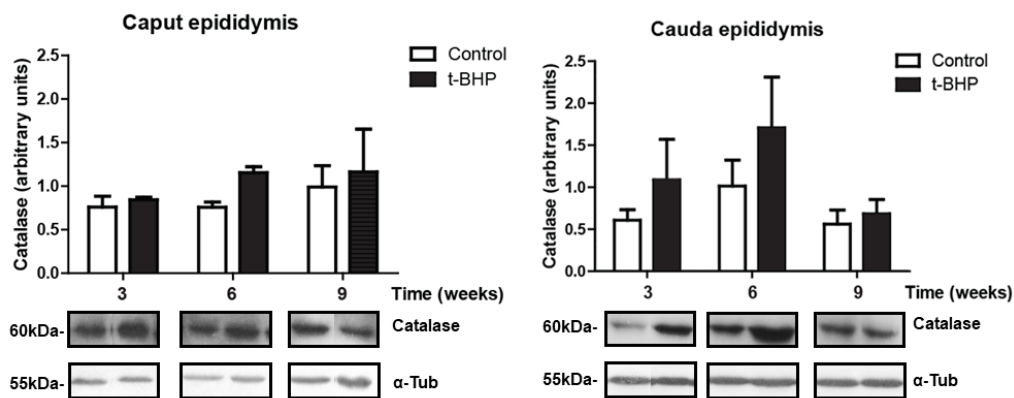 Caput epididymis
Catalase (arbitrary units)
2.5
2.0
1.5
1.0
0.5
0.0
Control
t-BHP
3 6 9 Time (weeks)
60kDa- Catalase
55kDa- α-Tub
Cauda epididymis
Catalase (arbitrary units)
2.5
2.0
1.5
1.0
0.5
0.0
Control
t-BHP
3 6 9 Time (weeks)
60kDa- Catalase
55kDa- α-Tub